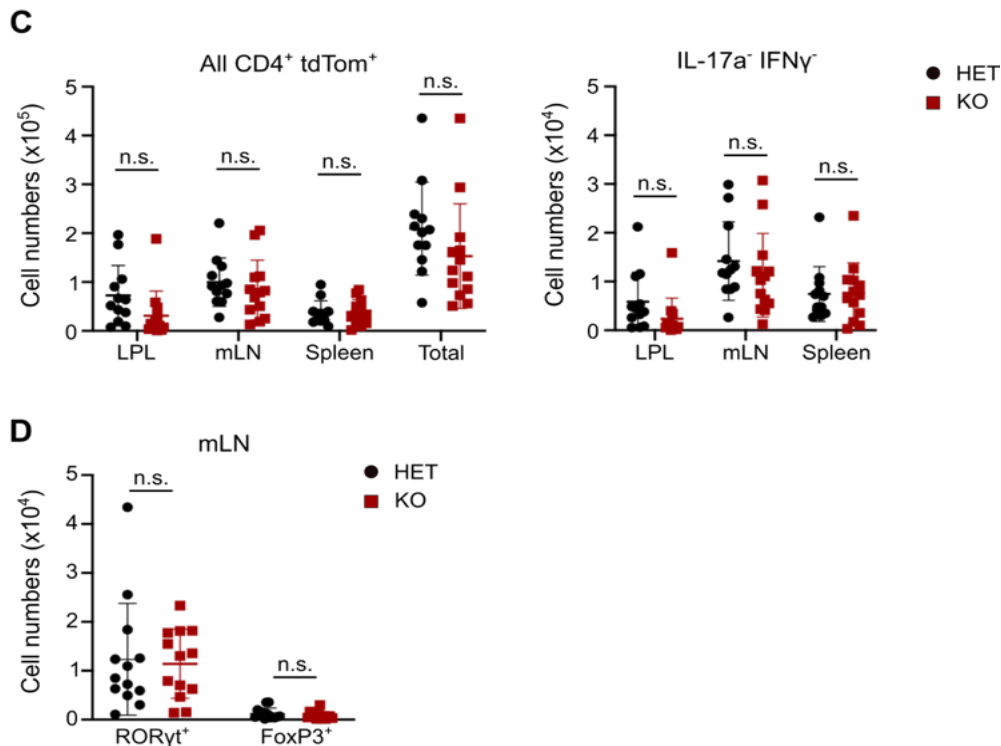 C
All CD4⁺ tdTom⁺
Cell numbers (x10⁵)
5
4
3
2
1
0
n.s.
n.s.
n.s.
n.s.
LPL
mLN
Spleen
Total
IL-17a⁻ IFNγ⁻
Cell numbers (x10⁴)
5
4
3
2
1
0
n.s.
n.s.
n.s.
LPL
mLN
Spleen
HET
KO
D
mLN
Cell numbers (x10⁴)
5
4
3
2
1
0
n.s.
n.s.
RORγt⁺
FoxP3⁺
HET
KO